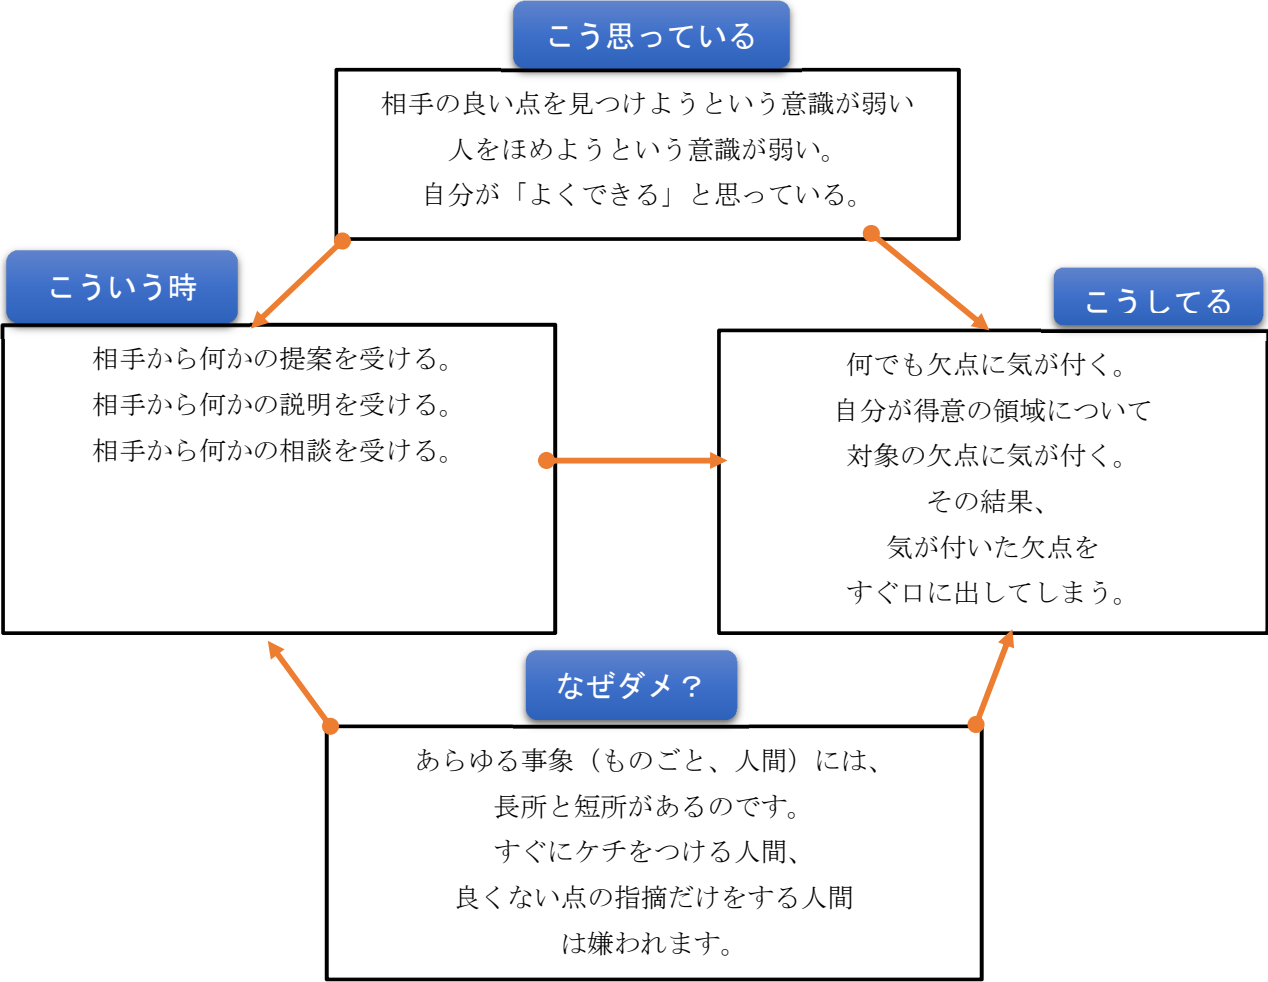 こう思っている
相手の良い点を見つけようという意識が弱い
人をほめようという意識が弱い。
自分が「よくできる」と思っている。
こういう時
相手から何かの提案を受ける。
相手から何かの説明を受ける。
相手から何かの相談を受ける。
こうしてる
何でも欠点に気が付く。
自分が得意の領域について
対象の欠点に気が付く。
その結果、
気が付いた欠点を
すぐ口に出してしまう。
なぜダメ？
あらゆる事象（ものごと、人間）には、
長所と短所があるのです。
すぐにケチをつける人間、
良くない点の指摘だけをする人間
は嫌われます。